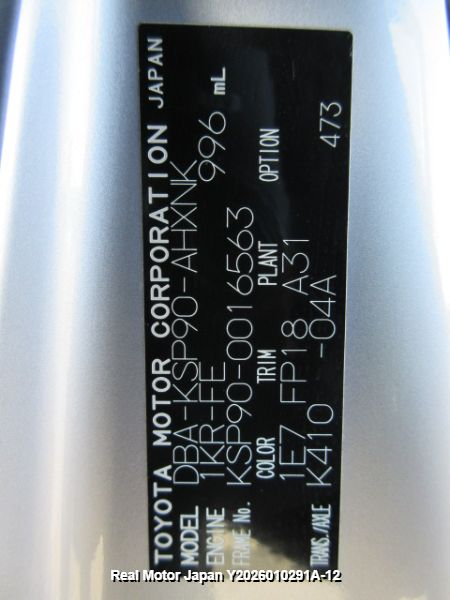 TOYOTA MOTOR CORPORATION JAPAN
MODEL DBA-KSP90-AHXNK
ENGINE 1KR-FE 996 mL
FRAME No. KSP90-0016563
COLOR TRIM PLANT OPTION
1E7 FP18 A31
TRANS./AXLE K410 -04A 473
Real Motor Japan Y2026010291A-12